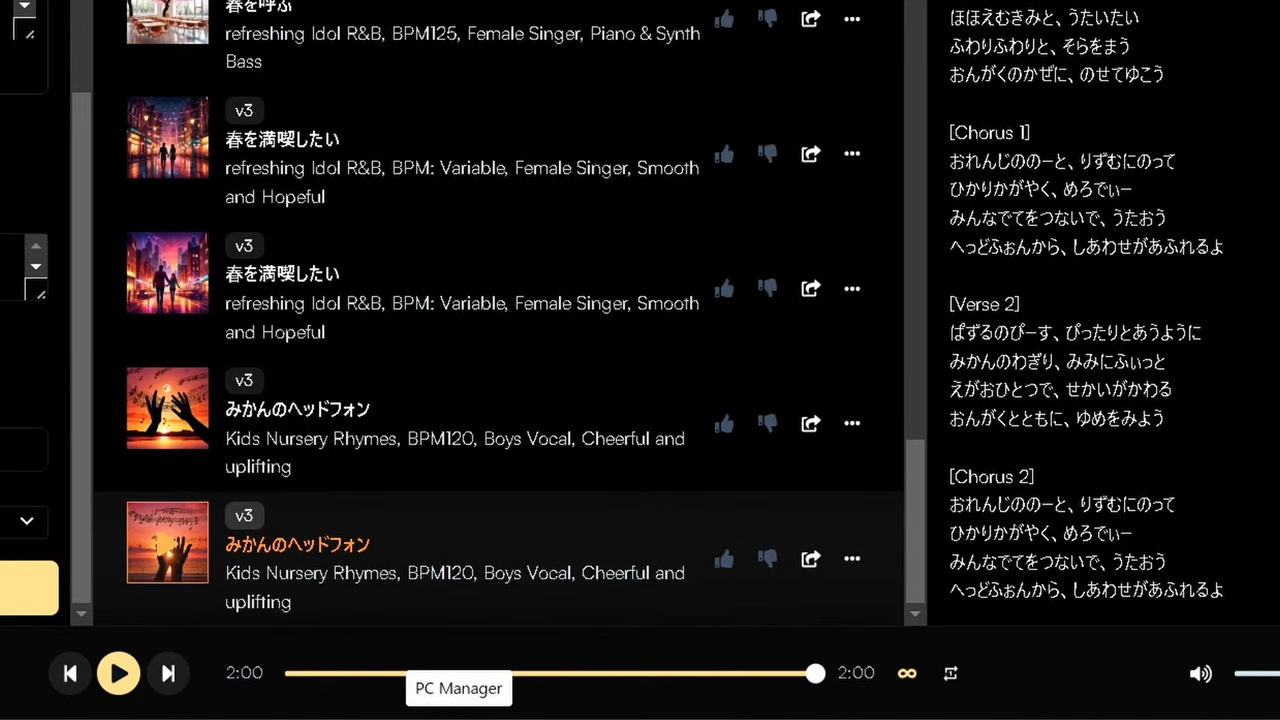 春を呼ぶ
refreshing Idol R&B, BPM125, Female Singer, Piano & Synth
Bass
v3
春を満喫したい
refreshing Idol R&B, BPM: Variable, Female Singer, Smooth
and Hopeful
v3
春を満喫したい
refreshing Idol R&B, BPM: Variable, Female Singer, Smooth
and Hopeful
v3
みかんのヘッドフォン
Kids Nursery Rhymes, BPM120, Boys Vocal, Cheerful and
uplifting
v3
みかんのヘッドフォン
Kids Nursery Rhymes, BPM120, Boys Vocal, Cheerful and
uplifting
ほほえむきみと、うたいたい
ふわりふわりと、そらをまう
おんがくのかぜに、のせてゆこう
[Chorus 1]
おれんじののーと、りずむにのって
ひかりかがやく、めろでぃー
みんなでてをつないで、うたおう
へっどふぉんから、しあわせがあふれるよ
[Verse 2]
ぱずるのぴーす、ぴったりとあうように
みかんのわぎり、みみにふぃっと
えがおひとつで、せかいがかわる
おんがくとともに、ゆめをみよう
[Chorus 2]
おれんじののーと、りずむにのって
ひかりかがやく、めろでぃー
みんなでてをつないで、うたおう
へっどふぉんから、しあわせがあふれるよ
2:00
2:00
PC Manager